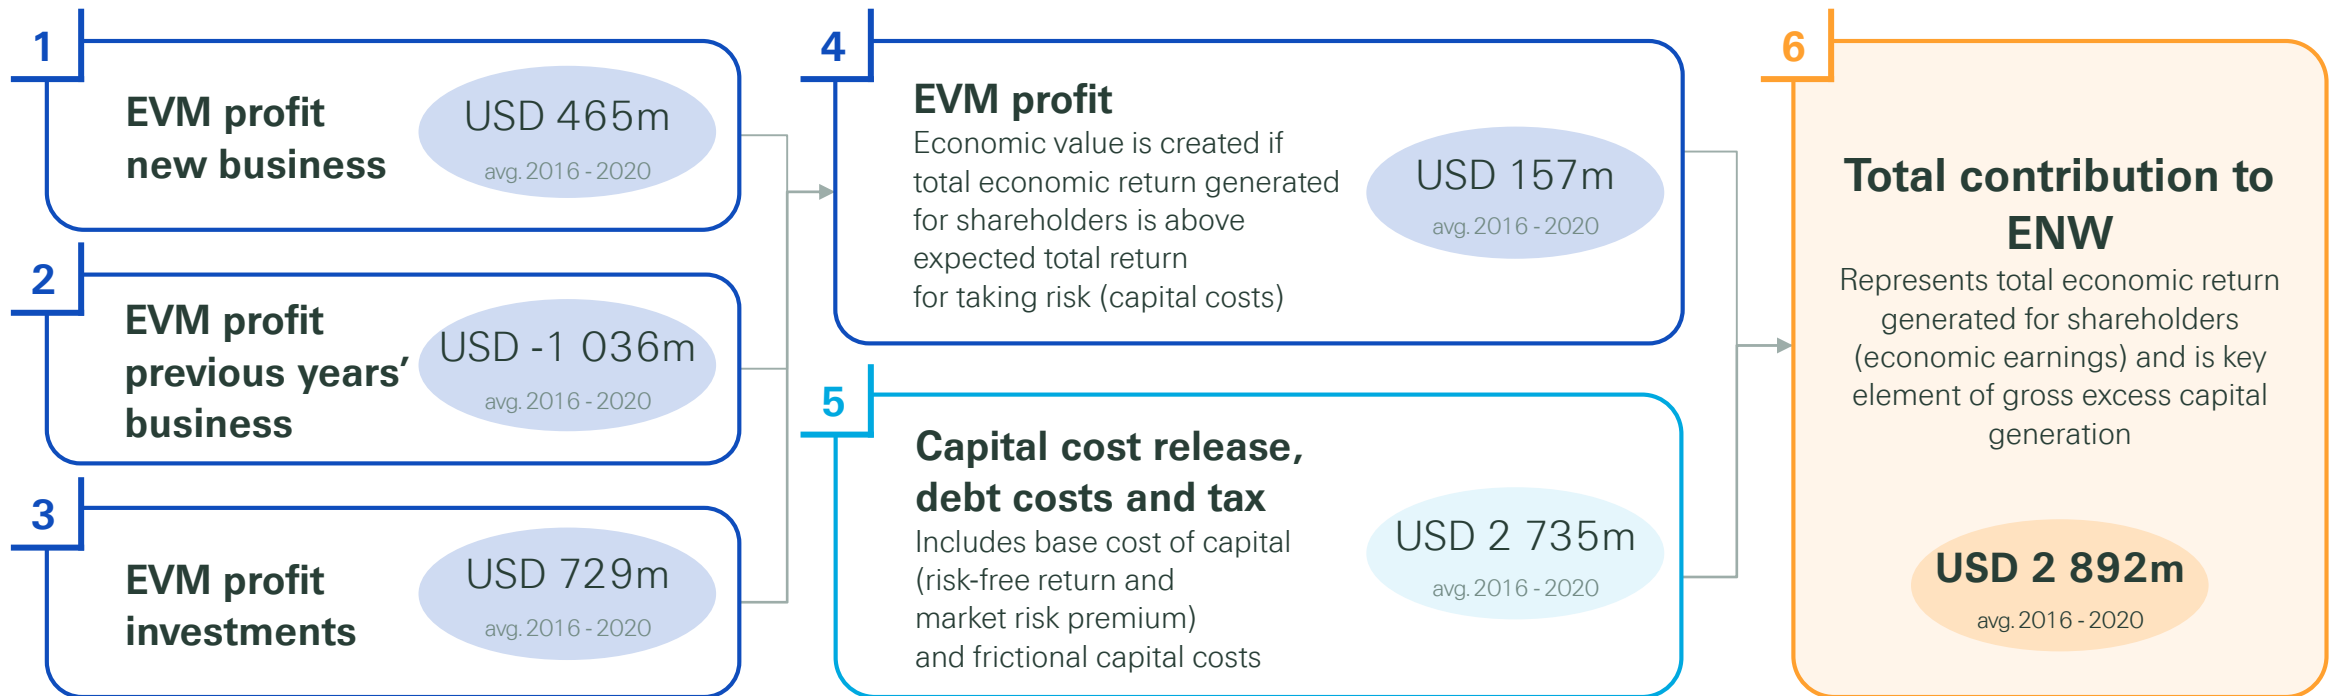 1
EVM profit
new business
USD 465m
avg. 2016 - 2020
2
EVM profit
previous years’
business
USD -1 036m
avg. 2016 - 2020
3
EVM profit
investments
USD 729m
avg. 2016 - 2020
4
EVM profit
Economic value is created if
total economic return generated
for shareholders is above
expected total return
for taking risk (capital costs)
USD 157m
avg. 2016 - 2020
5
Capital cost release,
debt costs and tax
Includes base cost of capital
(risk-free return and
market risk premium)
and frictional capital costs
USD 2 735m
avg. 2016 - 2020
6
Total contribution to
ENW
Represents total economic return
generated for shareholders
(economic earnings) and is key
element of gross excess capital
generation
USD 2 892m
avg. 2016 - 2020